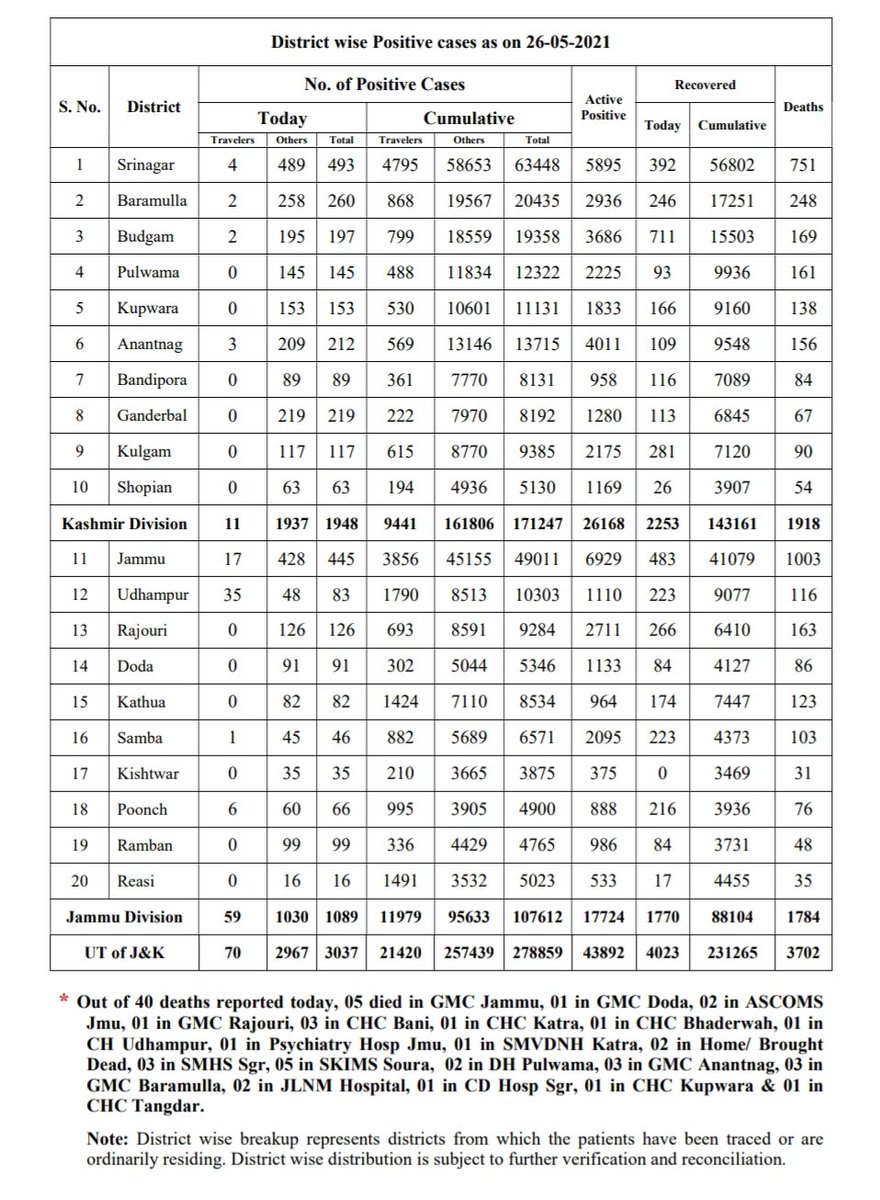 District wise Positive cases as on 26-05-2021
S. No. District No. of Positive Cases Active Positive Recovered Deaths
Today Cumulative Today Cumulative
Travelers Others Total Travelers Others Total
1 Srinagar 4 489 493 4795 58653 63448 5895 392 56802 751
2 Baramulla 2 258 260 868 19567 20435 2936 246 17251 248
3 Budgam 2 195 197 799 18559 19358 3686 711 15503 169
4 Pulwama 0 145 145 488 11834 12322 2225 93 9936 161
5 Kupwara 0 153 153 530 10601 11131 1833 166 9160 138
6 Anantnag 3 209 212 569 13146 13715 4011 109 9548 156
7 Bandipora 0 89 89 361 7770 8131 958 116 7089 84
8 Ganderbal 0 219 219 222 7970 8192 1280 113 6845 67
9 Kulgam 0 117 117 615 8770 9385 2175 281 7120 90
10 Shopian 0 63 63 194 4936 5130 1169 26 3907 54
Kashmir Division 11 1937 1948 9441 161806 171247 26168 2253 143161 1918
11 Jammu 17 428 445 3856 45155 49011 6929 483 41079 1003
12 Udhampur 35 48 83 1790 8513 10303 1110 223 9077 116
13 Rajouri 0 126 126 693 8591 9284 2711 266 6410 163
14 Doda 0 91 91 302 5044 5346 1133 84 4127 86
15 Kathua 0 82 82 1424 7110 8534 964 174 7447 123
16 Samba 1 45 46 882 5689 6571 2095 223 4373 103
17 Kishtwar 0 35 35 210 3665 3875 375 0 3469 31
18 Poonch 6 60 66 995 3905 4900 888 216 3936 76
19 Ramban 0 99 99 336 4429 4765 986 84 3731 48
20 Reasi 0 16 16 1491 3532 5023 533 17 4455 35
Jammu Division 59 1030 1089 11979 95633 107612 17724 1770 88104 1784
UT of J&K 70 2967 3037 21420 257439 278859 43892 4023 231265 3702
* Out of 40 deaths reported today, 05 died in GMC Jammu, 01 in GMC Doda, 02 in ASCOMS
Jmu, 01 in GMC Rajouri, 03 in CHC Bani, 01 in CHC Katra, 01 in CHC Bhaderwah, 01 in
CH Udhampur, 01 in Psychiatry Hosp Jmu, 01 in SMVDNH Katra, 02 in Home/ Brought
Dead, 03 in SMHS Sgr, 05 in SKIMS Soura, 02 in DH Pulwama, 03 in GMC Anantnag, 03 in
GMC Baramulla, 02 in JLNM Hospital, 01 in CD Hosp Sgr, 01 in CHC Kupwara & 01 in
CHC Tangdar.
Note: District wise breakup represents districts from which the patients have been traced or are
ordinarily residing. District wise distribution is subject to further verification and reconciliation.